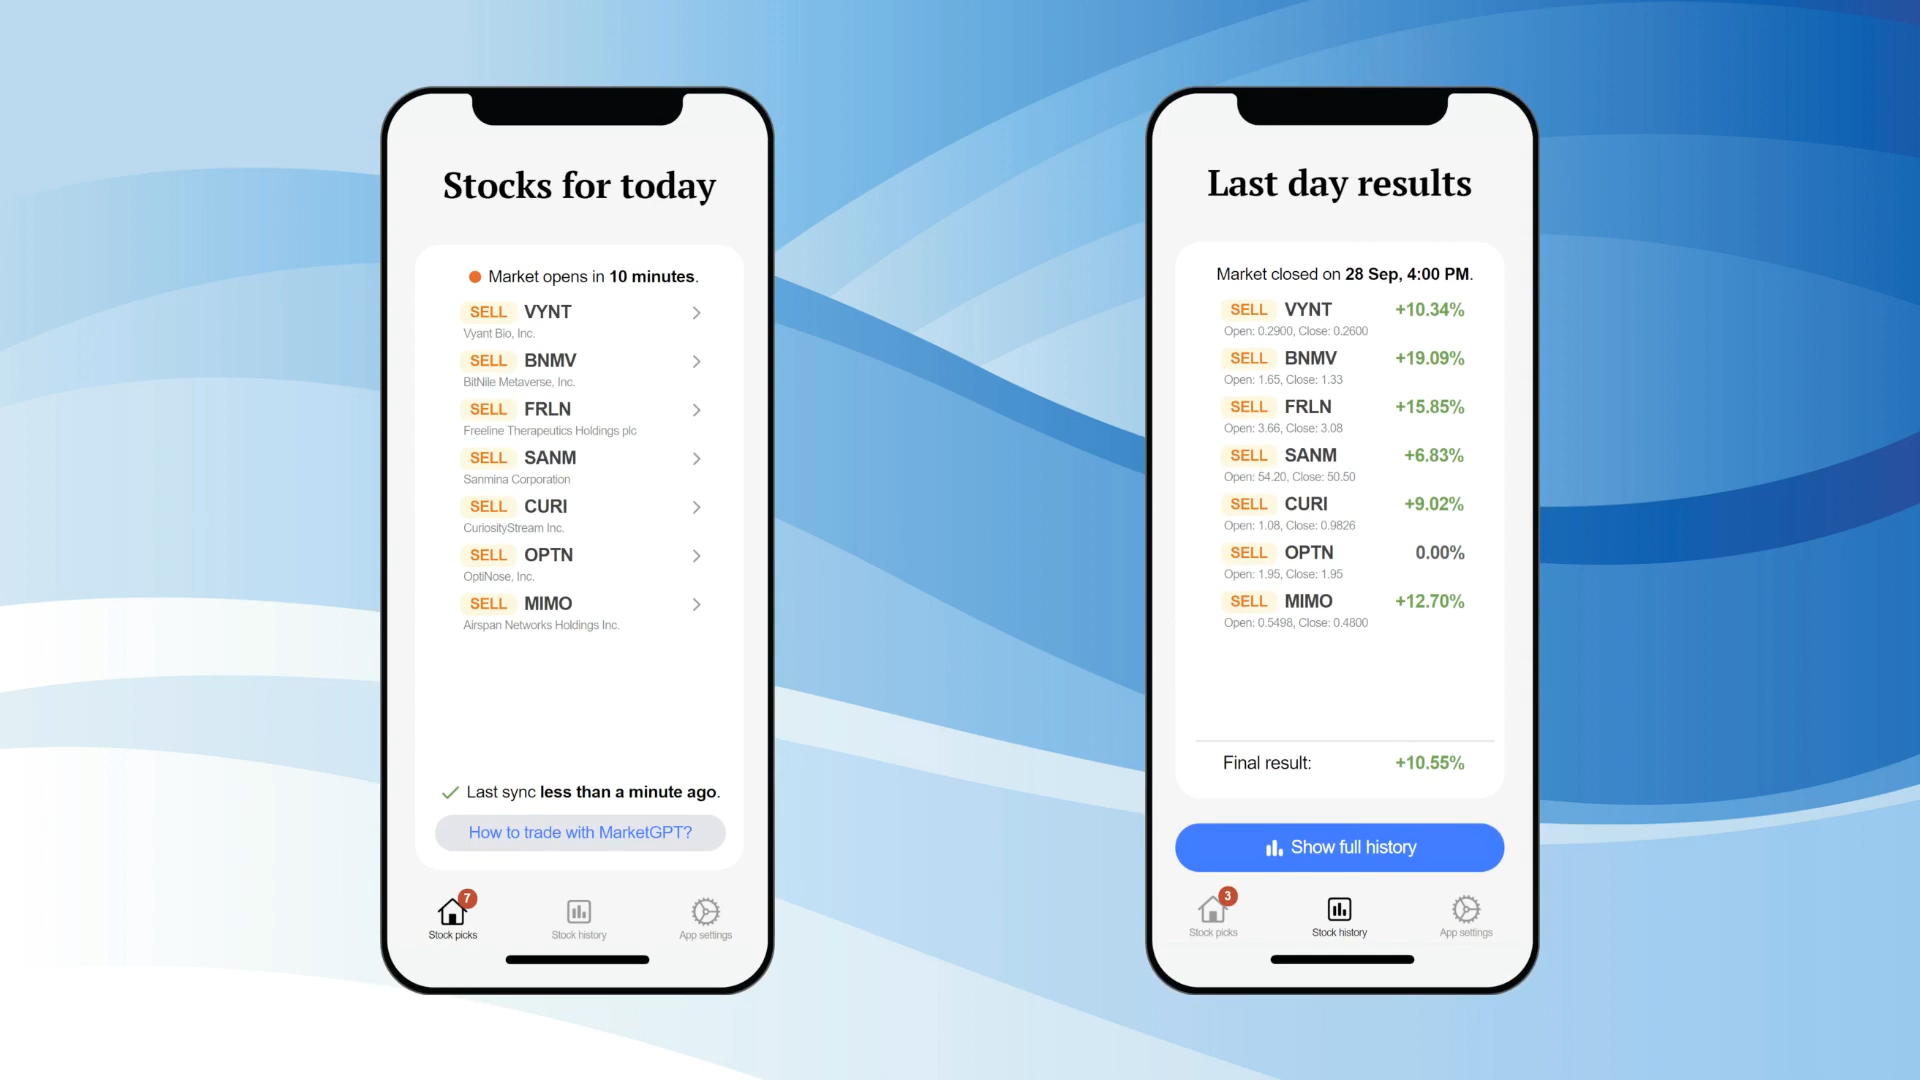 Stocks for today
Market opens in 10 minutes.
SELL VYNT
Vyant Bio, Inc.
SELL BNMV
BitNile Metaverse, Inc.
SELL FRLN
Freeline Therapeutics Holdings plc
SELL SANM
Sanmina Corporation
SELL CURI
CuriosityStream Inc.
SELL OPTN
OptiNose, Inc.
SELL MIMO
Airspan Networks Holdings Inc.
Last sync less than a minute ago.
How to trade with MarketGPT?
7
Stock picks
Stock history
App settings
Last day results
Market closed on 28 Sep, 4:00 PM.
SELL VYNT +10.34%
Open: 0.2900, Close: 0.2600
SELL BNMV +19.09%
Open: 1.65, Close: 1.33
SELL FRLN +15.85%
Open: 3.66, Close: 3.08
SELL SANM +6.83%
Open: 54.20, Close: 50.50
SELL CURI +9.02%
Open: 1.08, Close: 0.9826
SELL OPTN 0.00%
Open: 1.95, Close: 1.95
SELL MIMO +12.70%
Open: 0.5498, Close: 0.4800
Final result: +10.55%
Show full history
3
Stock picks
Stock history
App settings